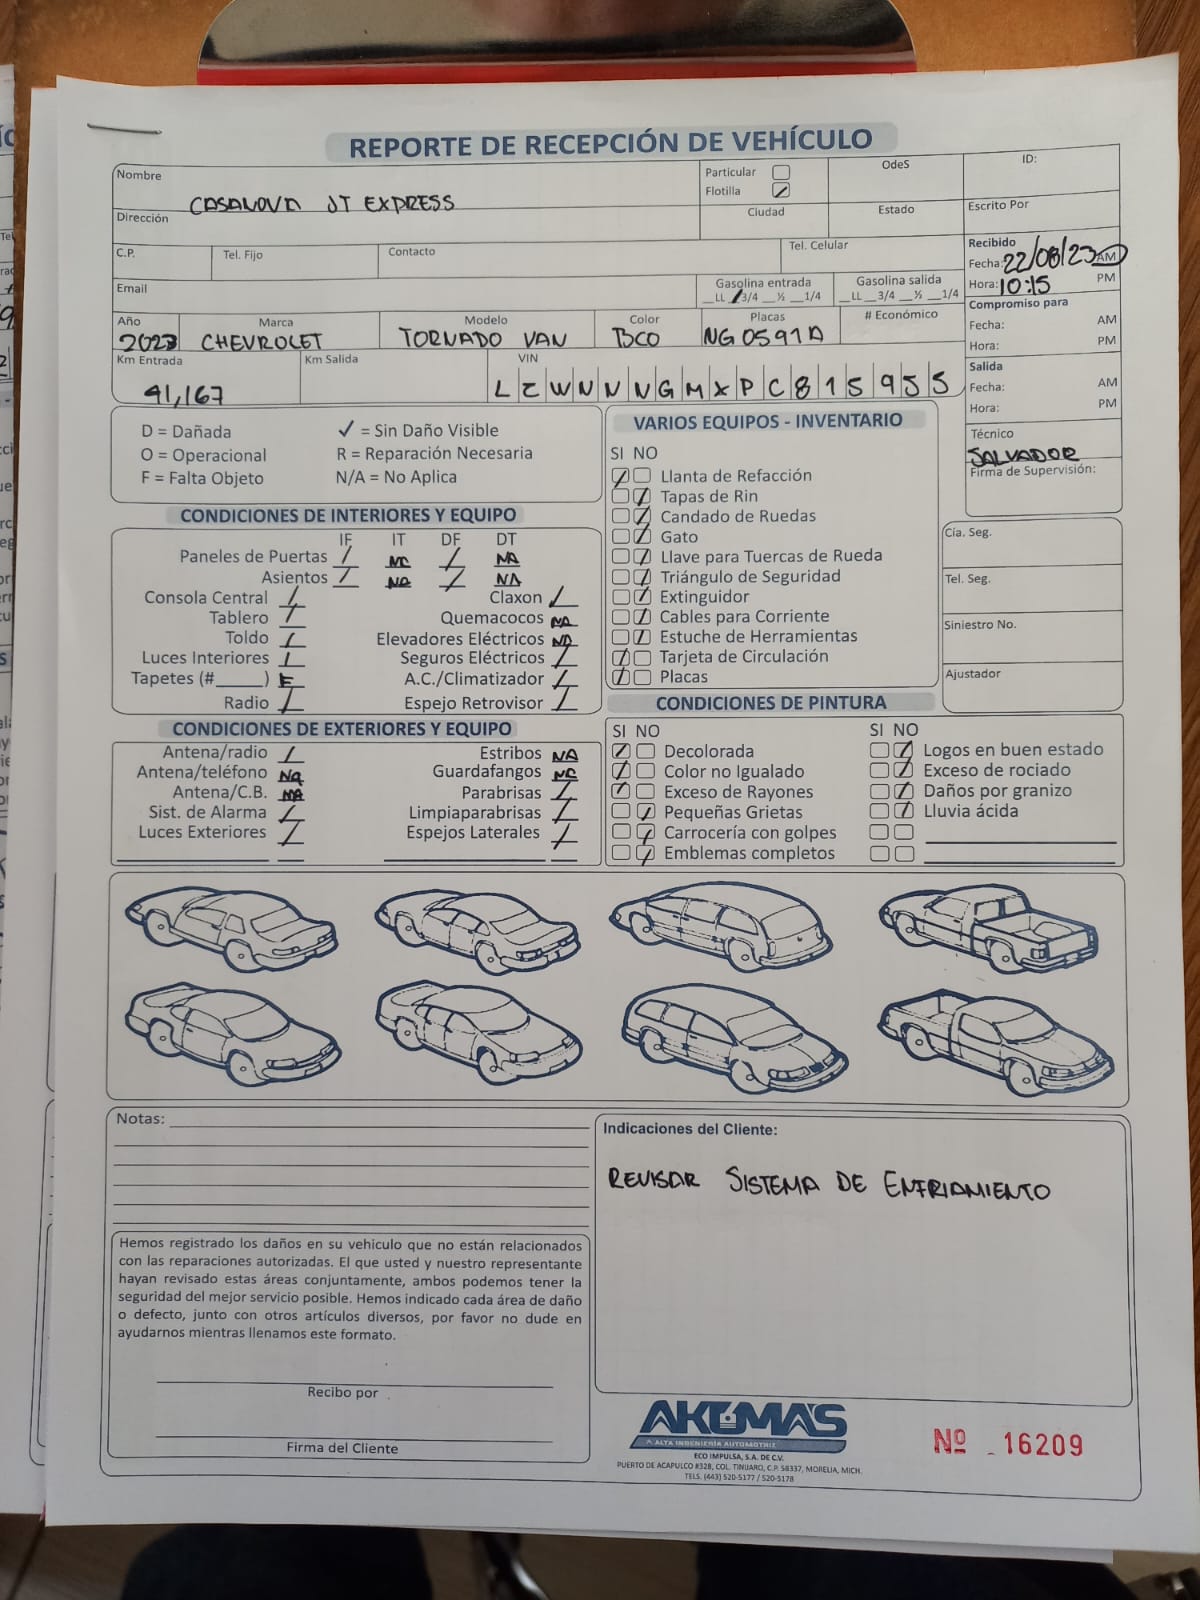 REPORTE DE RECEPCIÓN DE VEHÍCULO
Nombre
CASANOVA JT EXPRESS
Particular
Flotilla
OdeS
ID:
Dirección
Ciudad
Estado
Escrito Por
C.P.
Tel. Fijo
Contacto
Tel. Celular
Recibido
Fecha: 22/08/23 AM
Hora: 10:15 PM
Email
Gasolina entrada
__LL __3/4 __½ __1/4
Gasolina salida
__LL __3/4 __½ __1/4
Compromiso para
Fecha: AM
Hora: PM
Año
2023
Marca
CHEVROLET
Modelo
TORNADO VAN
Color
BCO
Placas
NG0591A
# Económico
Km Entrada
41,167
Km Salida
VIN
LZWNNNGMXPC815955
Salida
Fecha: AM
Hora: PM
Técnico
SALVADOR
Firma de Supervisión:
D = Dañada
✓ = Sin Daño Visible
O = Operacional
R = Reparación Necesaria
F = Falta Objeto
N/A = No Aplica
CONDICIONES DE INTERIORES Y EQUIPO
IF IT DF DT
Paneles de Puertas / NA / NA
Asientos / NA / NA
Consola Central /
Claxon /
Tablero /
Quemacocos NA
Toldo /
Elevadores Eléctricos NA
Luces Interiores /
Seguros Eléctricos /
Tapetes (#_____) F
A.C./Climatizador /
Radio /
Espejo Retrovisor /
CONDICIONES DE EXTERIORES Y EQUIPO
Antena/radio /
Estribos NA
Antena/teléfono NA
Guardafangos NA
Antena/C.B. NA
Parabrisas /
Sist. de Alarma /
Limpiaparabrisas /
Luces Exteriores /
Espejos Laterales /
VARIOS EQUIPOS - INVENTARIO
SI NO
Llanta de Refacción
Tapas de Rin
Candado de Ruedas
Gato
Llave para Tuercas de Rueda
Triángulo de Seguridad
Extinguidor
Cables para Corriente
Estuche de Herramientas
Tarjeta de Circulación
Placas
Cía. Seg.
Tel. Seg.
Siniestro No.
Ajustador
CONDICIONES DE PINTURA
SI NO
Decolorada
Color no Igualado
Exceso de Rayones
Pequeñas Grietas
Carrocería con golpes
Emblemas completos
SI NO
Logos en buen estado
Exceso de rociado
Daños por granizo
Lluvia ácida
Notas:
Hemos registrado los daños en su vehiculo que no están relacionados
con las reparaciones autorizadas. El que usted y nuestro representante
hayan revisado estas áreas conjuntamente, ambos podemos tener la
seguridad del mejor servicio posible. Hemos indicado cada área de daño
o defecto, junto con otros artículos diversos, por favor no dude en
ayudarnos mientras llenamos este formato.
Recibo por
Firma del Cliente
Indicaciones del Cliente:
REVISAR SISTEMA DE ENFRIAMIENTO
AKUMA'S
ALTA INGENIERÍA AUTOMOTRIZ
ECO IMPULSA, S.A. DE C.V.
PUERTO DE ACAPULCO #328, COL. TINIJARO, C.P. 58337, MORELIA, MICH.
TELS. (443) 520-5177 / 520-5178
Nº 16209